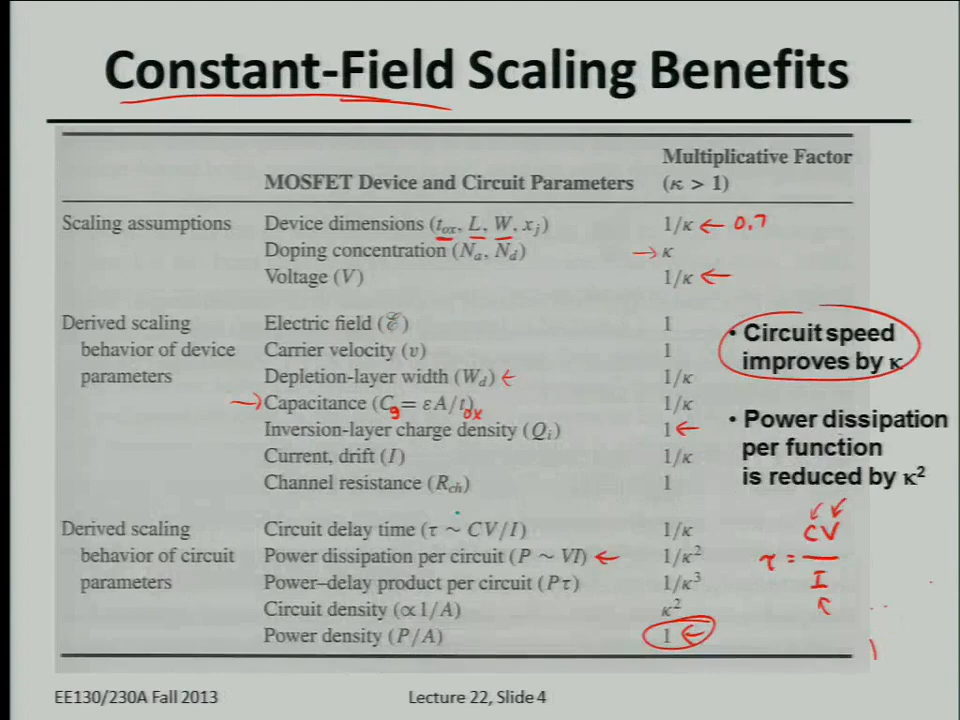 Constant-Field Scaling Benefits
Multiplicative Factor
MOSFET Device and Circuit Parameters (κ > 1)
Scaling assumptions Device dimensions (tox, L, W, xj) 1/κ ← 0.7
Doping concentration (Na, Nd) → κ
Voltage (V) 1/κ ←
Derived scaling Electric field (ℰ) 1
behavior of device Carrier velocity (v) 1
parameters Depletion-layer width (Wd) ← 1/κ
→ Capacitance (Cg = εA/tox) 1/κ
Inversion-layer charge density (Qi) 1 ←
Current, drift (I) 1/κ
Channel resistance (Rch) 1
Derived scaling Circuit delay time (τ ~ CV/I) 1/κ
behavior of circuit Power dissipation per circuit (P ~ VI) ← 1/κ²
parameters Power–delay product per circuit (Pτ) 1/κ³
Circuit density (∝1/A) κ²
Power density (P/A) 1 ←
• Circuit speed
improves by κ
• Power dissipation
per function
is reduced by κ²
τ = CV
I
EE130/230A Fall 2013 Lecture 22, Slide 4